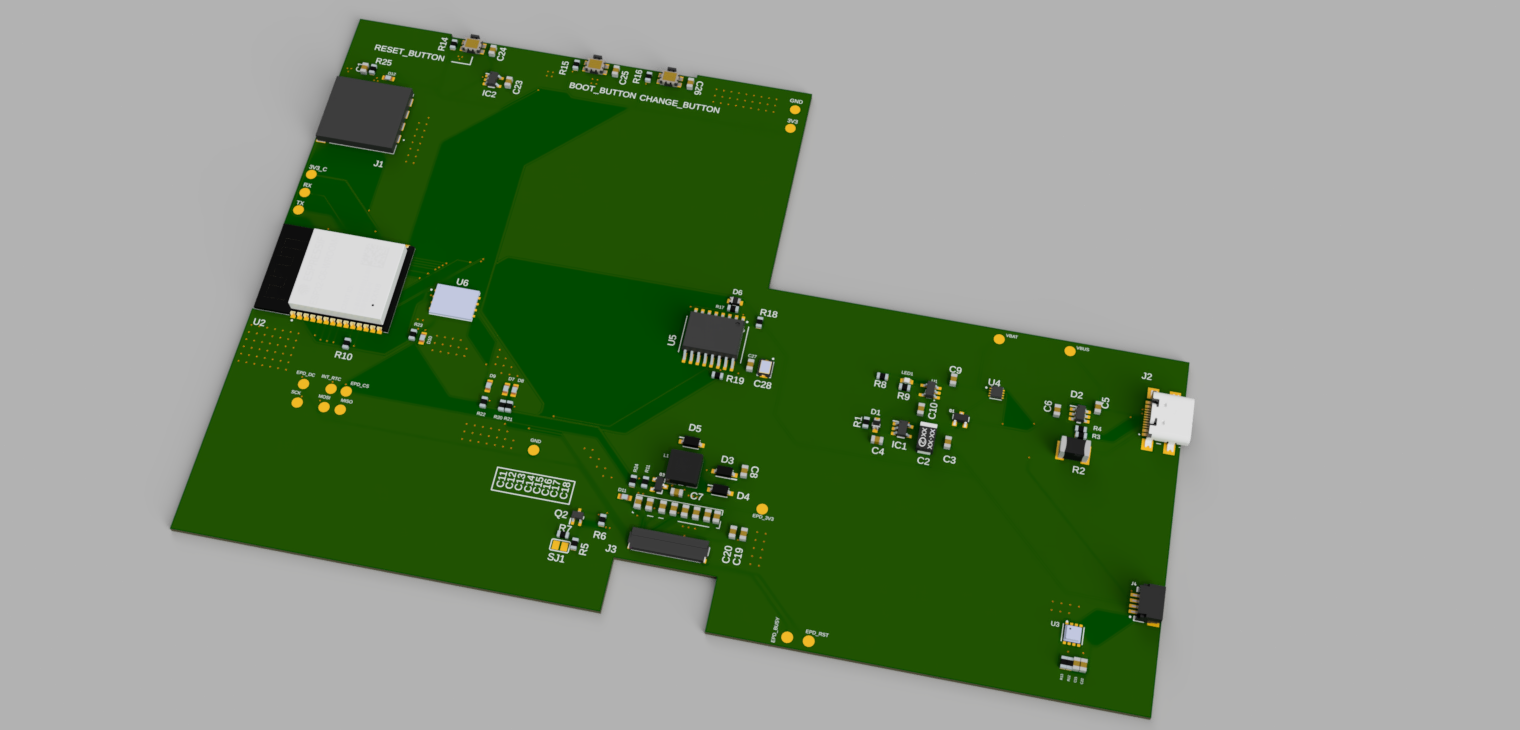 RESET_BUTTON
R14
C24
R25
IC2
C23
R15
C25
R16
C26
BOOT_BUTTON
CHANGE_BUTTON
GND
3V3
J1
3V3_C
RX
TX
U6
U2
R10
EPD_DC
INT_RTC
EPD_CS
SCK
MOSI
MISO
D6
R17
R18
U5
R19
C27
C28
D7
D8
R22
R20
R21
GND
C11
C12
C13
C14
C15
C16
C17
C18
D5
D3
C8
D4
C7
EPD_3V3
Q2
R7
R6
R5
SJ1
J3
C20
C19
EPD_BUSY
EPD_RST
VBAT
VBUS
R8
LED1
R9
C9
C10
U4
R1
D1
C4
IC1
C2
C3
C6
D2
C5
R4
R3
R2
J2
U3